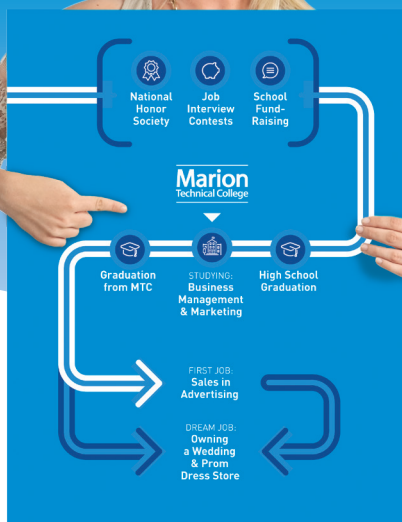 National
Honor
Society
Job
Interview
Contests
School
Fund-
Raising
Marion
Technical College
Graduation
from MTC
STUDYING:
Business
Management
& Marketing
High School
Graduation
FIRST JOB:
Sales in
Advertising
DREAM JOB:
Owning
a Wedding
& Prom
Dress Store